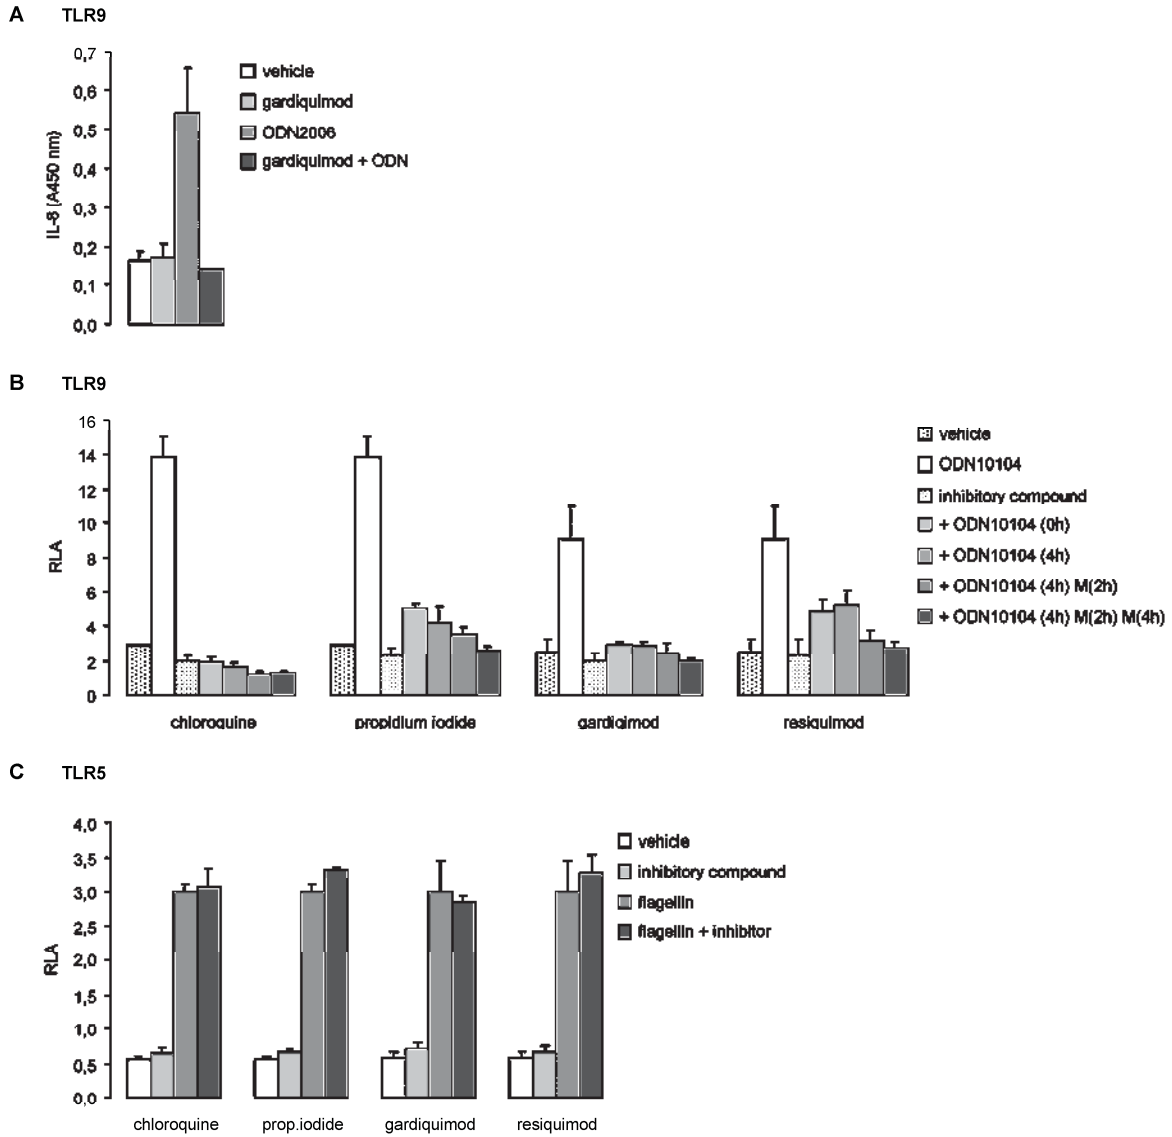 A TLR9
0,7
0,6
0,5
0,4
0,3
0,2
0,1
0,0
IL-8 [A450 nm)
vehicle
gardiquimod
ODN2006
gardiquimod + ODN
B TLR9
16
14
12
10
8
6
4
2
0
RLA
chloroquine propidium iodide gardiqimod resiquimod
vehicle
ODN10104
inhibitory compound
+ ODN10104 (0h)
+ ODN10104 (4h)
+ ODN10104 (4h) M(2h)
+ ODN10104 (4h) M(2h) M(4h)
C TLR5
4,0
3,5
3,0
2,5
2,0
1,5
1,0
0,5
0,0
RLA
chloroquine prop.iodide gardiquimod resiquimod
vehicle
inhibitory compound
flagellin
flagellin + inhibitor